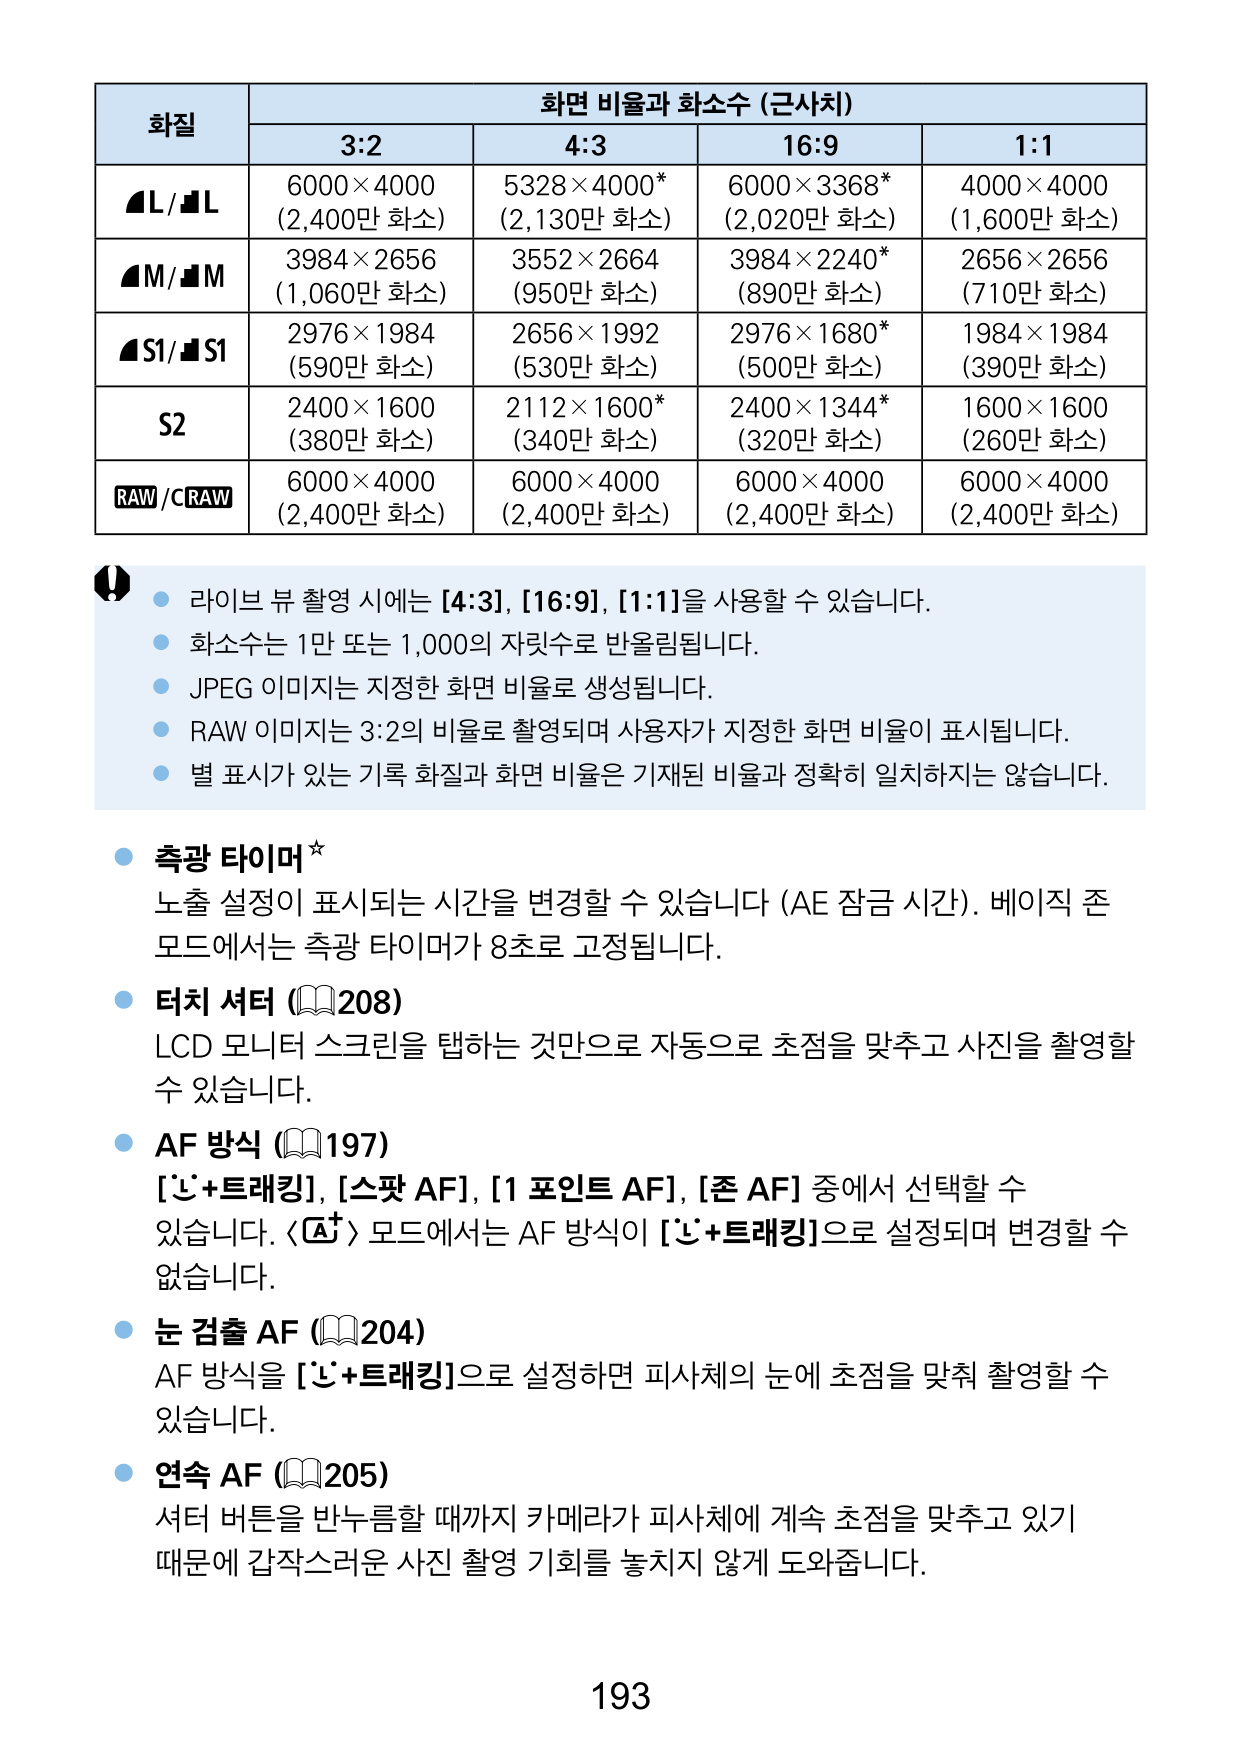 화질
화면 비율과 화소수 (근사치)
3:2 4:3 16:9 1:1
L/L 6000×4000 (2,400만 화소) 5328×4000* (2,130만 화소) 6000×3368* (2,020만 화소) 4000×4000 (1,600만 화소)
M/M 3984×2656 (1,060만 화소) 3552×2664 (950만 화소) 3984×2240* (890만 화소) 2656×2656 (710만 화소)
S1/S1 2976×1984 (590만 화소) 2656×1992 (530만 화소) 2976×1680* (500만 화소) 1984×1984 (390만 화소)
S2 2400×1600 (380만 화소) 2112×1600* (340만 화소) 2400×1344* (320만 화소) 1600×1600 (260만 화소)
RAW/CRAW 6000×4000 (2,400만 화소) 6000×4000 (2,400만 화소) 6000×4000 (2,400만 화소) 6000×4000 (2,400만 화소)
● 라이브 뷰 촬영 시에는 [4:3], [16:9], [1:1]을 사용할 수 있습니다.
● 화소수는 1만 또는 1,000의 자릿수로 반올림됩니다.
● JPEG 이미지는 지정한 화면 비율로 생성됩니다.
● RAW 이미지는 3:2의 비율로 촬영되며 사용자가 지정한 화면 비율이 표시됩니다.
● 별 표시가 있는 기록 화질과 화면 비율은 기재된 비율과 정확히 일치하지는 않습니다.
● 측광 타이머☆
노출 설정이 표시되는 시간을 변경할 수 있습니다 (AE 잠금 시간). 베이직 존
모드에서는 측광 타이머가 8초로 고정됩니다.
● 터치 셔터 (208)
LCD 모니터 스크린을 탭하는 것만으로 자동으로 초점을 맞추고 사진을 촬영할
수 있습니다.
● AF 방식 (197)
[+트래킹], [스팟 AF], [1 포인트 AF], [존 AF] 중에서 선택할 수
있습니다. <A+> 모드에서는 AF 방식이 [+트래킹]으로 설정되며 변경할 수
없습니다.
● 눈 검출 AF (204)
AF 방식을 [+트래킹]으로 설정하면 피사체의 눈에 초점을 맞춰 촬영할 수
있습니다.
● 연속 AF (205)
셔터 버튼을 반누름할 때까지 카메라가 피사체에 계속 초점을 맞추고 있기
때문에 갑작스러운 사진 촬영 기회를 놓치지 않게 도와줍니다.
193